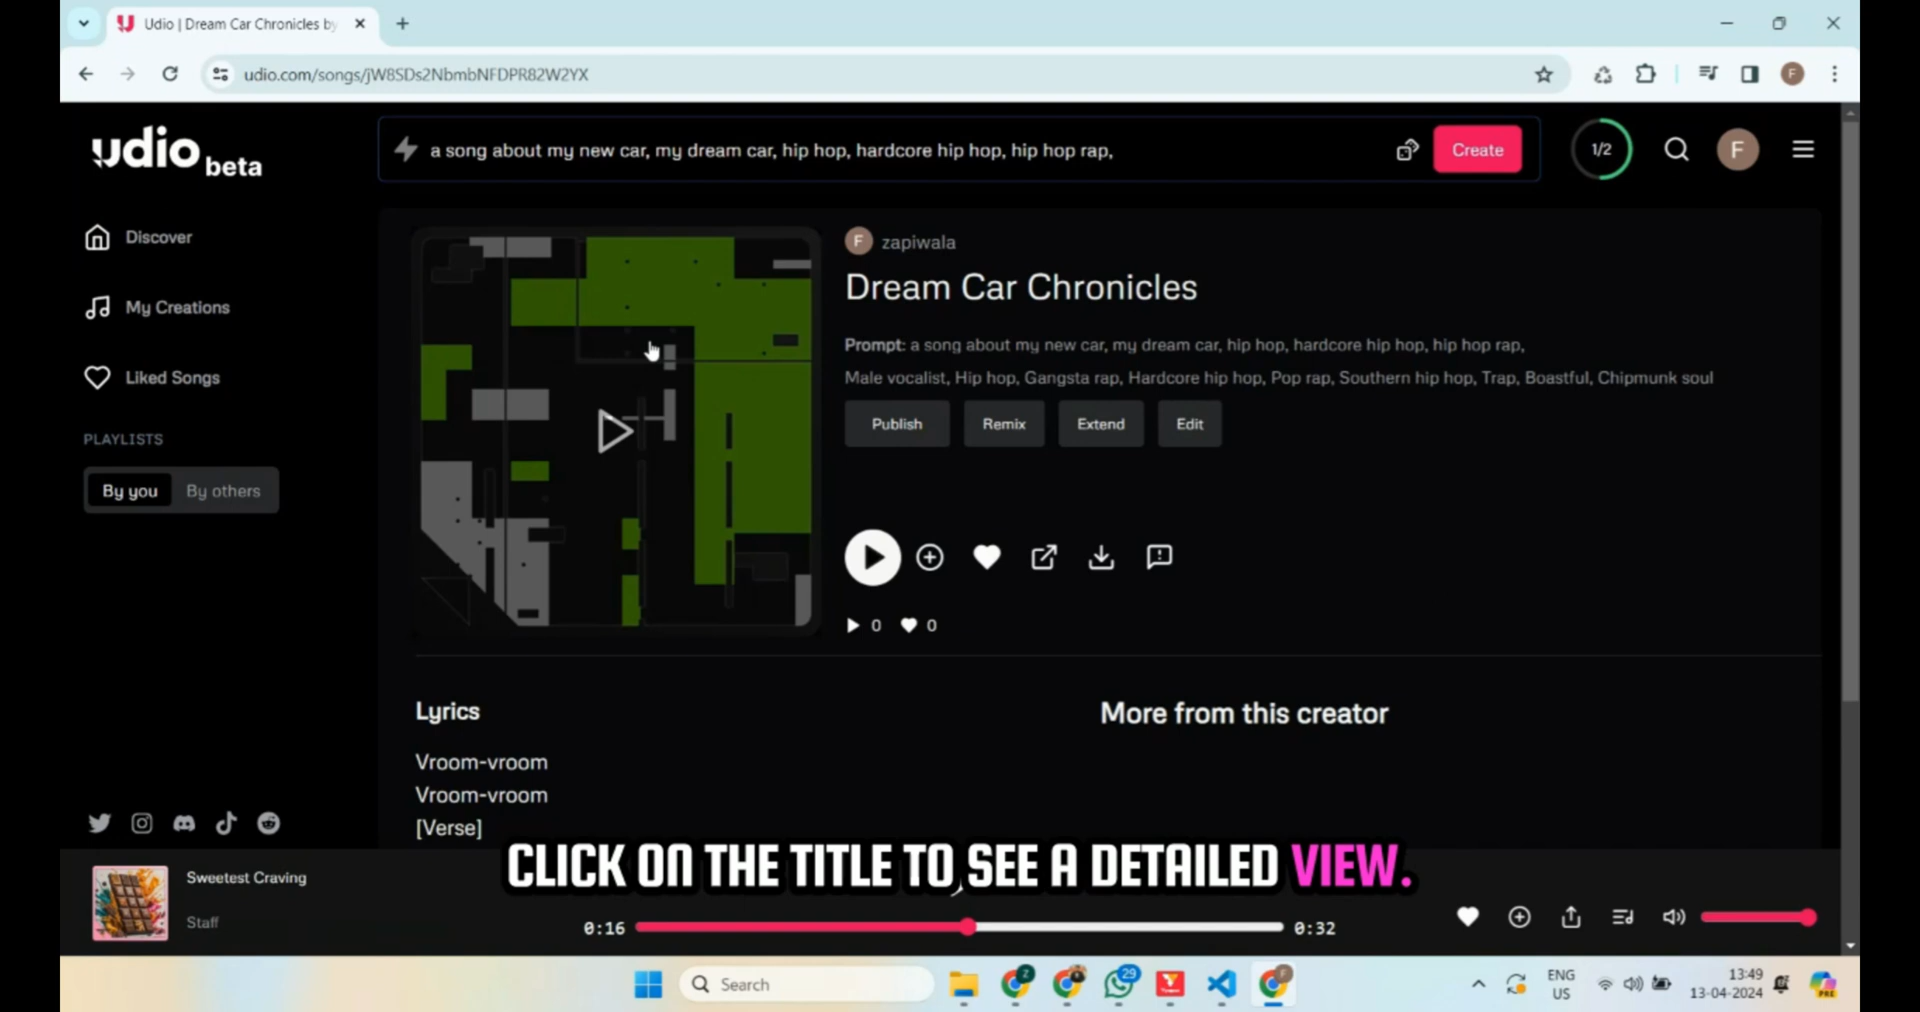 Udio | Dream Car Chronicles by
udio.com/songs/jW8SDs2NbmbNFDPR82W2YX
F
udio beta
a song about my new car, my dream car, hip hop, hardcore hip hop, hip hop rap,
Create
1/2
F
Discover
My Creations
Liked Songs
PLAYLISTS
By you
By others
F
zapiwala
Dream Car Chronicles
Prompt: a song about my new car, my dream car, hip hop, hardcore hip hop, hip hop rap,
Male vocalist, Hip hop, Gangsta rap, Hardcore hip hop, Pop rap, Southern hip hop, Trap, Boastful, Chipmunk soul
Publish
Remix
Extend
Edit
0
0
Lyrics
More from this creator
Vroom-vroom
Vroom-vroom
[Verse]
CLICK ON THE TITLE TO SEE A DETAILED VIEW.
Sweetest Craving
Staff
0:16
0:32
Search
Z
29
F
ENG
US
13:49
13-04-2024
PRE